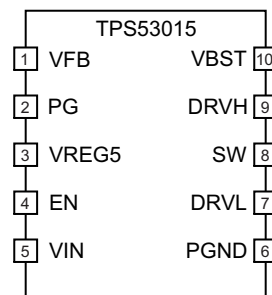 TPS53015
1 VFB VBST 10
2 PG DRVH 9
3 VREG5 SW 8
4 EN DRVL 7
5 VIN PGND 6